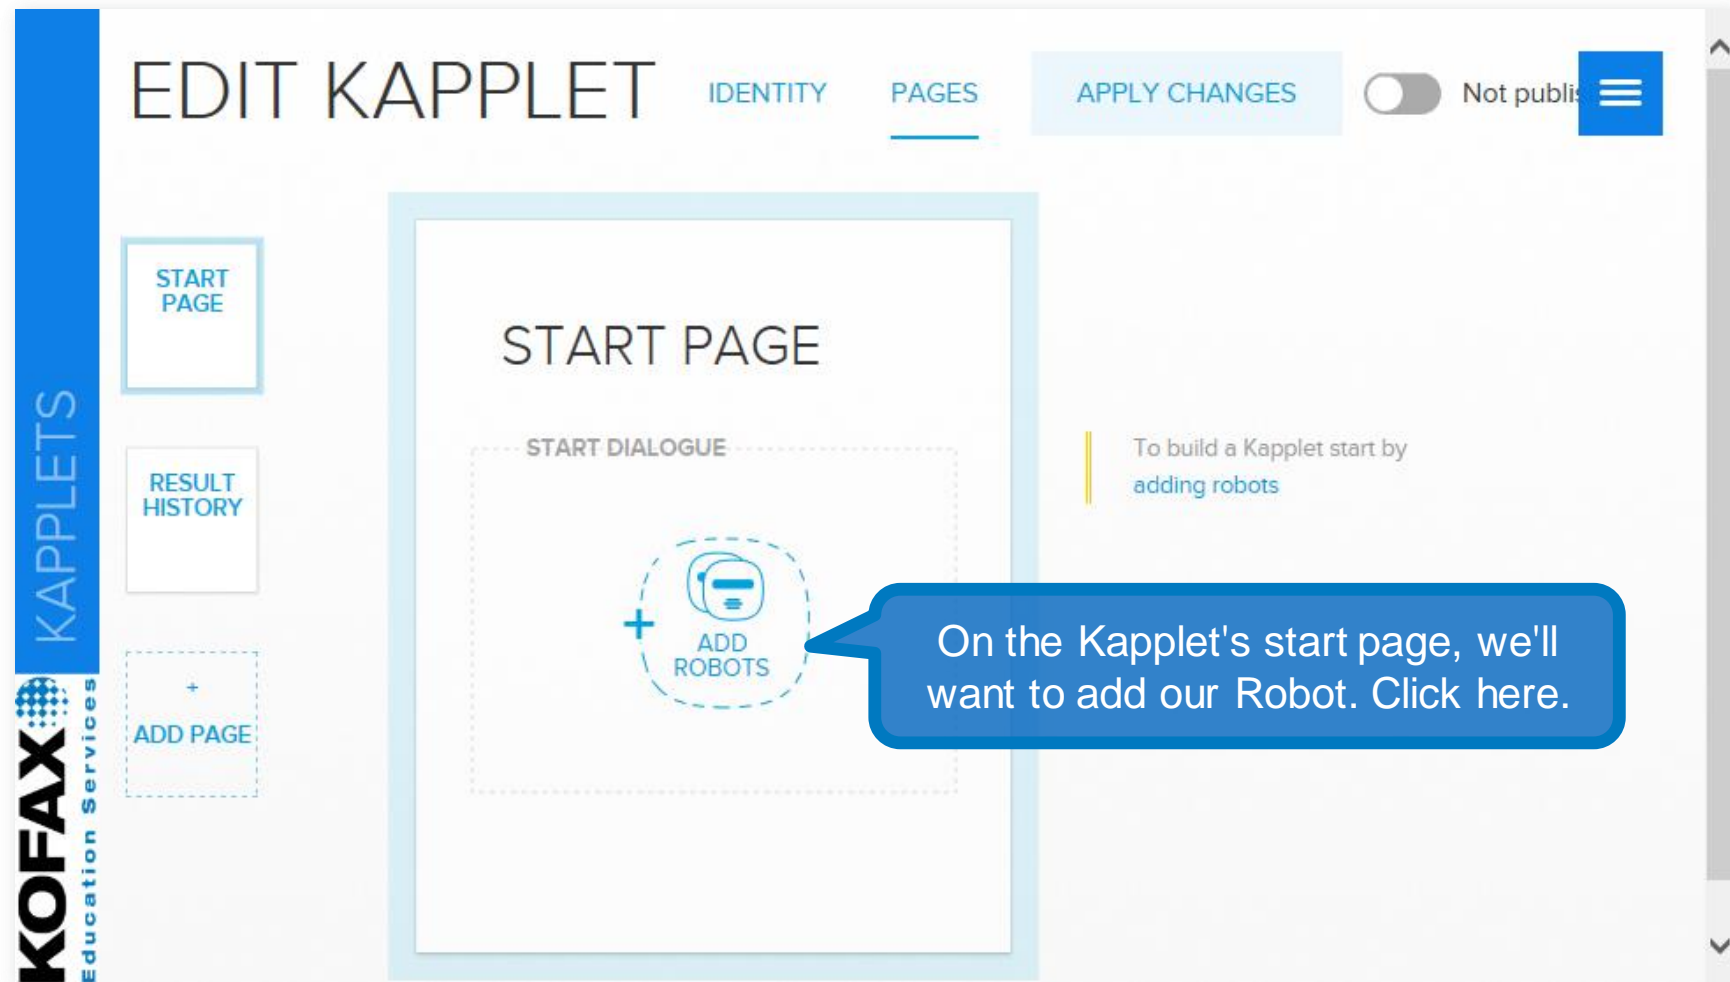 EDIT KAPPLET
IDENTITY
PAGES
APPLY CHANGES
Not publis
START
PAGE
RESULT
HISTORY
+
ADD PAGE
START PAGE
START DIALOGUE
+
ADD
ROBOTS
To build a Kapplet start by
adding robots
On the Kapplet's start page, we'll
want to add our Robot. Click here.
KAPPLETS
KOFAX
Education Services